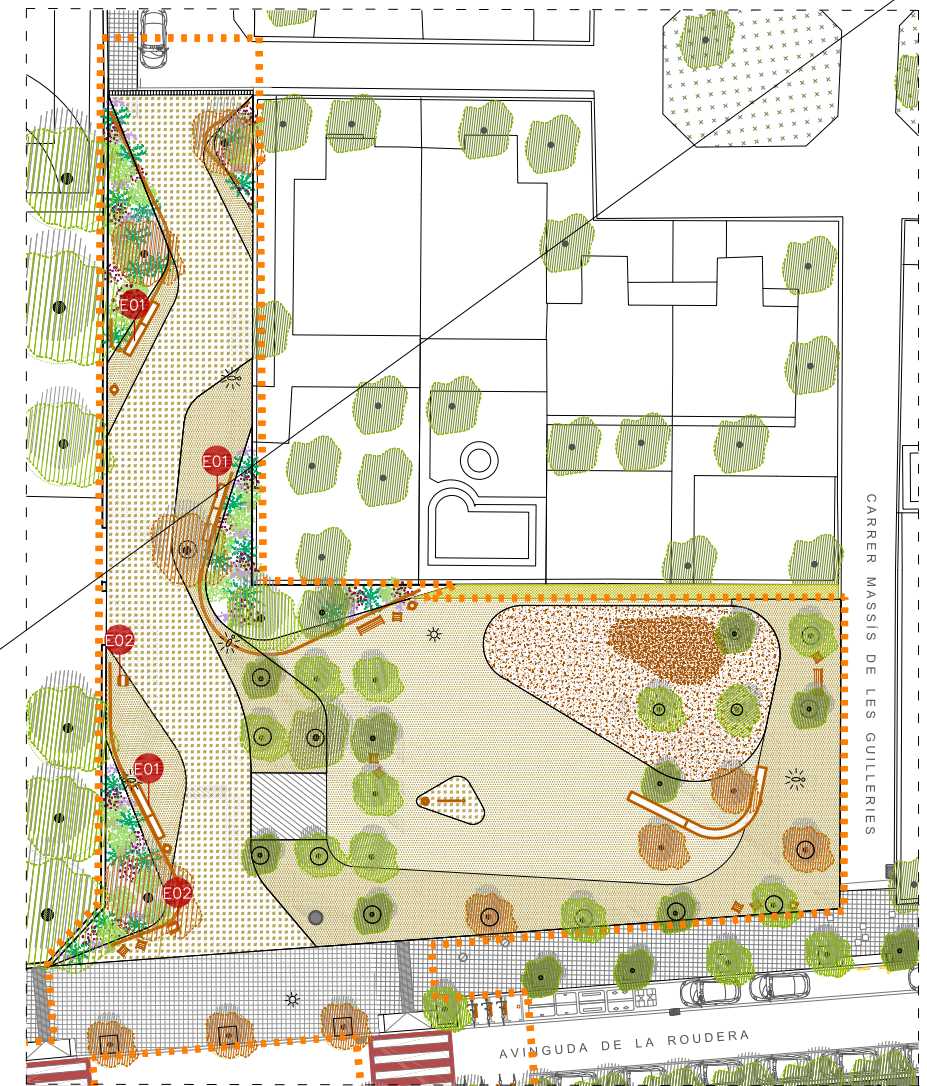 E01
E01
E02
E01
E02
CARRER MASSÍS DE LES GUILLERIES
AVINGUDA DE LA ROUDERA